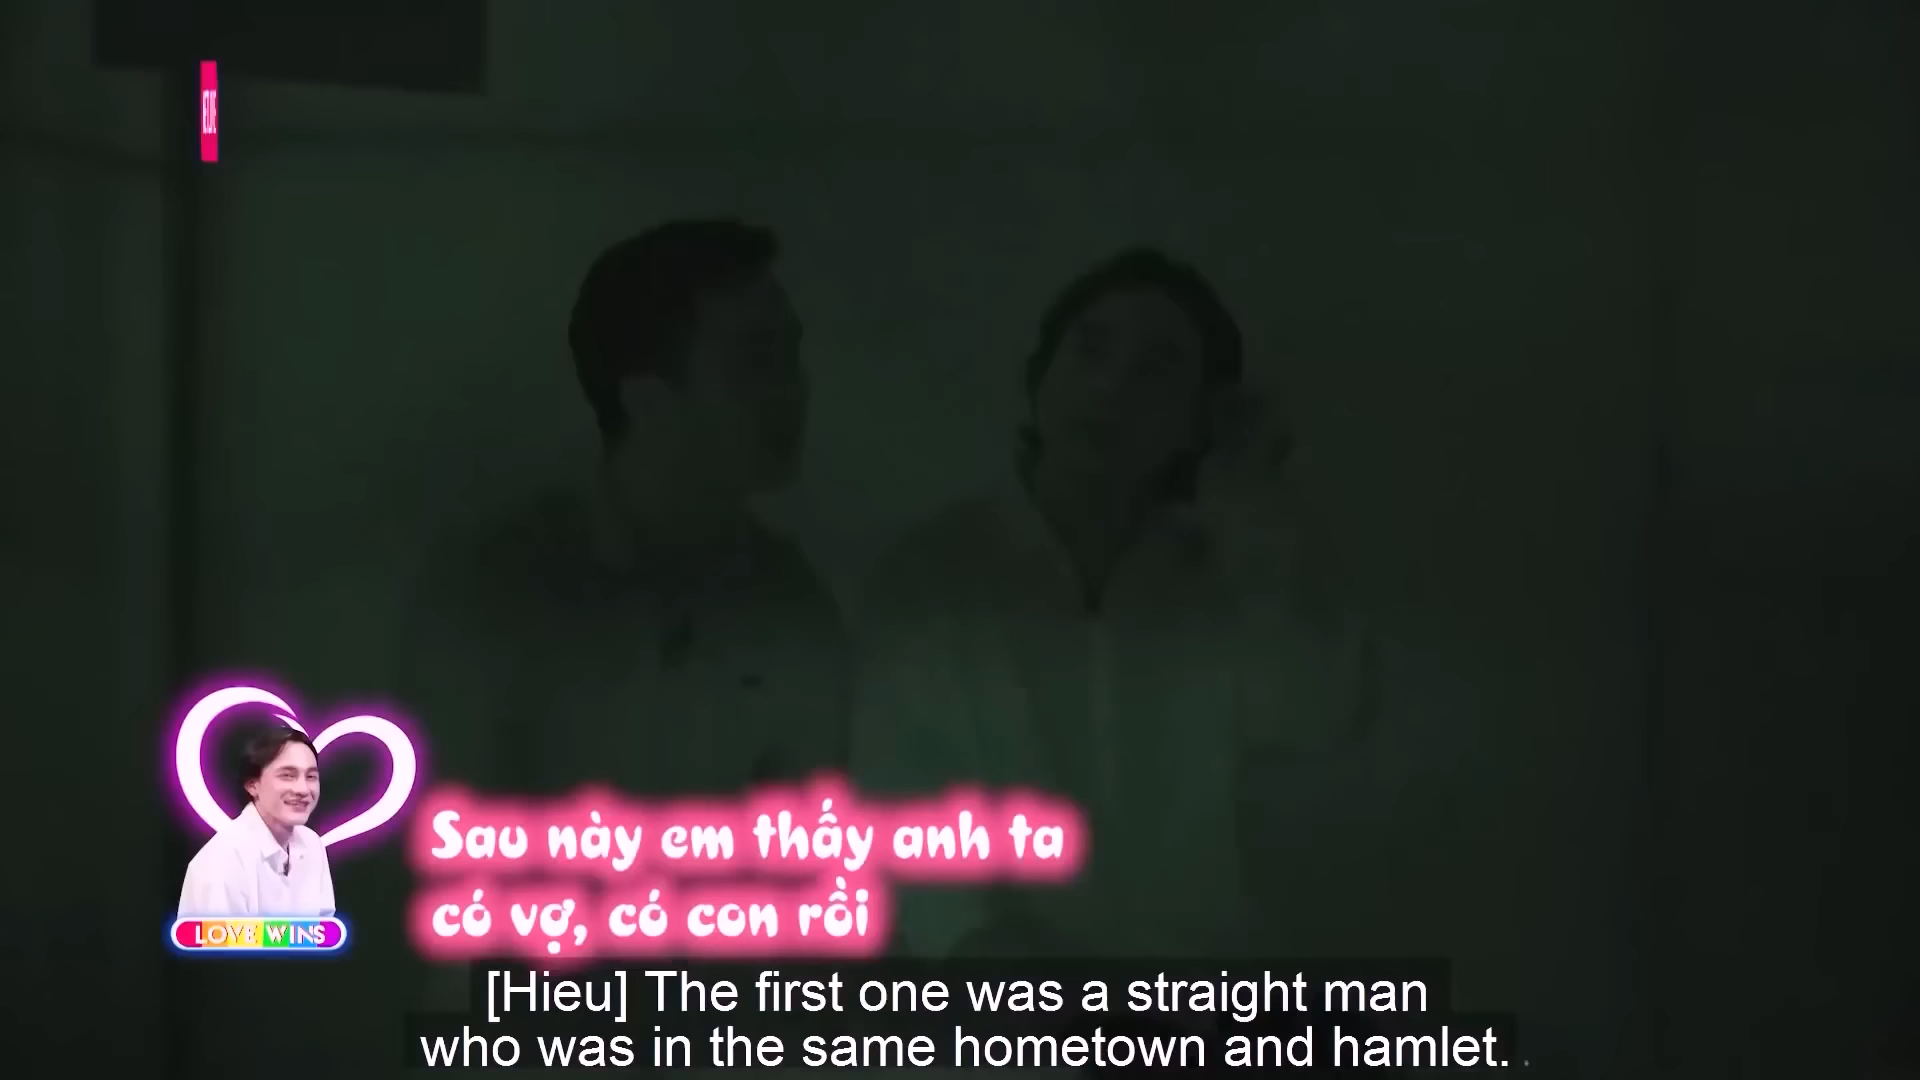 Sau này em thấy anh ta
có vợ, có con rồi
LOVE WINS
[Hieu] The first one was a straight man
who was in the same hometown and hamlet.